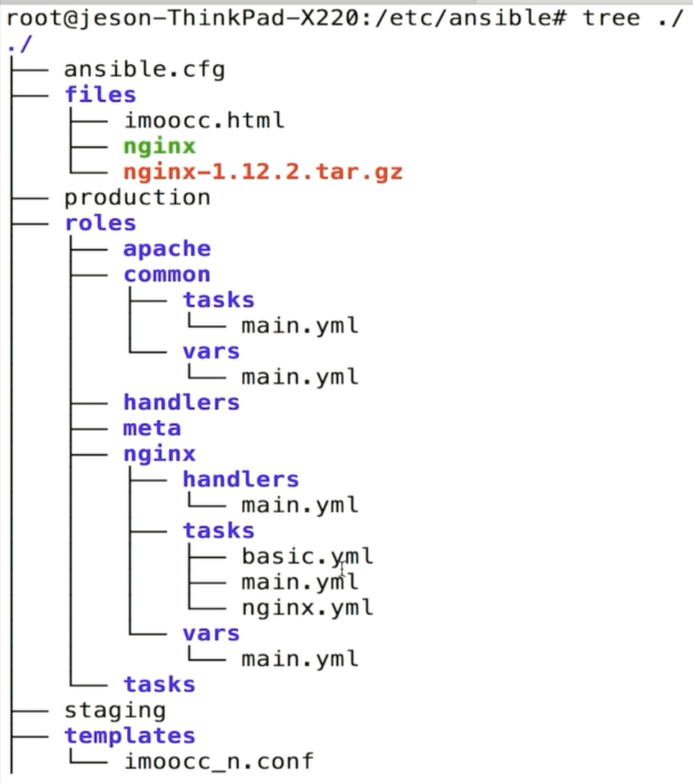 root@jeson-ThinkPad-X220:/etc/ansible# tree ./
./
├── ansible.cfg
├── files
│   ├── imoocc.html
│   ├── nginx
│   └── nginx-1.12.2.tar.gz
├── production
├── roles
│   ├── apache
│   ├── common
│   │   ├── tasks
│   │   │   └── main.yml
│   │   └── vars
│   │       └── main.yml
│   ├── handlers
│   ├── meta
│   ├── nginx
│   │   ├── handlers
│   │   │   └── main.yml
│   │   ├── tasks
│   │   │   ├── basic.yml
│   │   │   ├── main.yml
│   │   │   └── nginx.yml
│   │   └── vars
│   │       └── main.yml
│   └── tasks
├── staging
├── templates
│   └── imoocc_n.conf